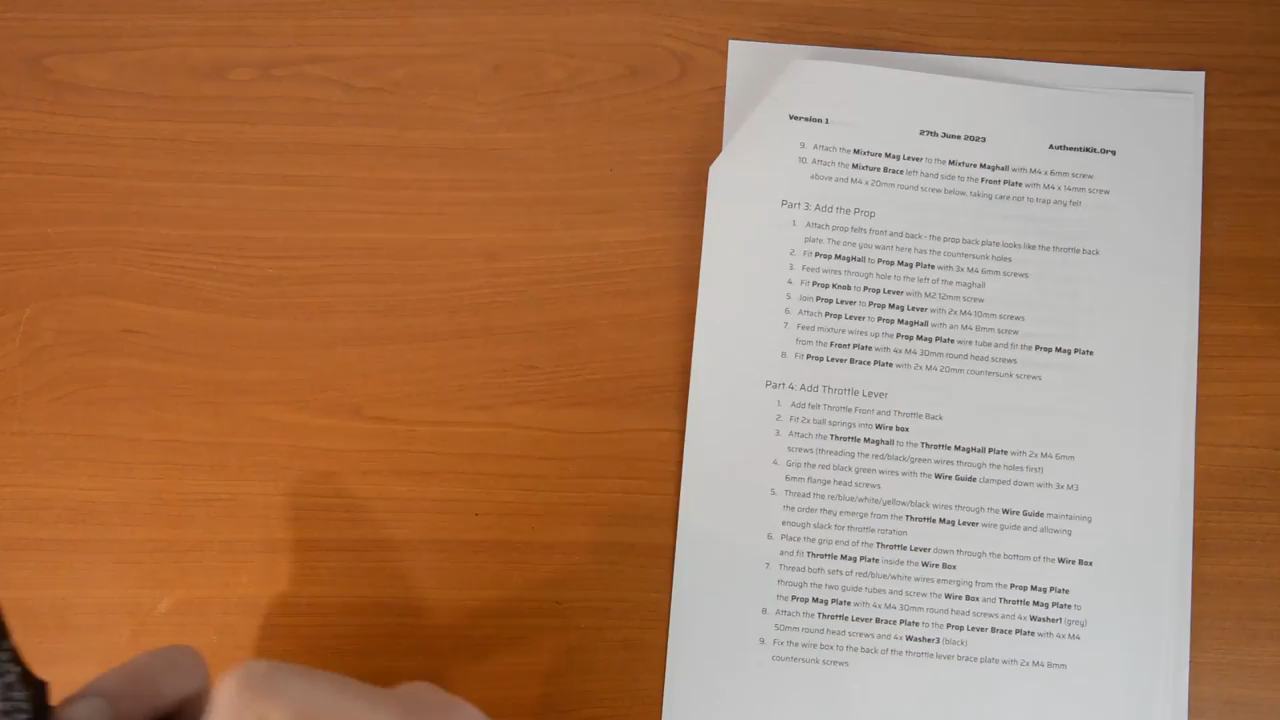 Version 1
27th June 2023
AuthentiKit.Org
9. Attach the Mixture Mag Lever to the Mixture Maghall with M4 x 6mm screw
10. Attach the Mixture Brace left hand side to the Front Plate with M4 x 14mm screw
above and M4 x 20mm round screw below, taking care not to trap any felt
Part 3: Add the Prop
1. Attach prop felts front and back - the prop back plate looks like the throttle back
plate. The one you want here has the countersunk holes
2. Fit Prop MagHall to Prop Mag Plate with 3x M4 6mm screws
3. Feed wires through hole to the left of the maghall
4. Fit Prop Knob to Prop Lever with M2 12mm screw
5. Join Prop Lever to Prop Mag Lever with 2x M4 10mm screws
6. Attach Prop Lever to Prop MagHall with an M4 8mm screw
7. Feed mixture wires up the Prop Mag Plate wire tube and fit the Prop Mag Plate
from the Front Plate with 4x M4 30mm round head screws
8. Fit Prop Lever Brace Plate with 2x M4 20mm countersunk screws
Part 4: Add Throttle Lever
1. Add felt Throttle Front and Throttle Back
2. Fit 2x ball springs into Wire box
3. Attach the Throttle Maghall to the Throttle MagHall Plate with 2x M4 6mm
screws (threading the red/black/green wires through the holes first)
4. Grip the red black green wires with the Wire Guide clamped down with 3x M3
6mm flange head screws
5. Thread the re/blue/white/yellow/black wires through the Wire Guide maintaining
the order they emerge from the Throttle Mag Lever wire guide and allowing
enough slack for throttle rotation
6. Place the grip end of the Throttle Lever down through the bottom of the Wire Box
and fit Throttle Mag Plate inside the Wire Box
7. Thread both sets of red/blue/white wires emerging from the Prop Mag Plate
through the two guide tubes and screw the Wire Box and Throttle Mag Plate to
the Prop Mag Plate with 4x M4 30mm round head screws and 4x Washer1 (grey)
8. Attach the Throttle Lever Brace Plate to the Prop Lever Brace Plate with 4x M4
50mm round head screws and 4x Washer3 (black)
9. Fix the wire box to the back of the throttle lever brace plate with 2x M4 8mm
countersunk screws